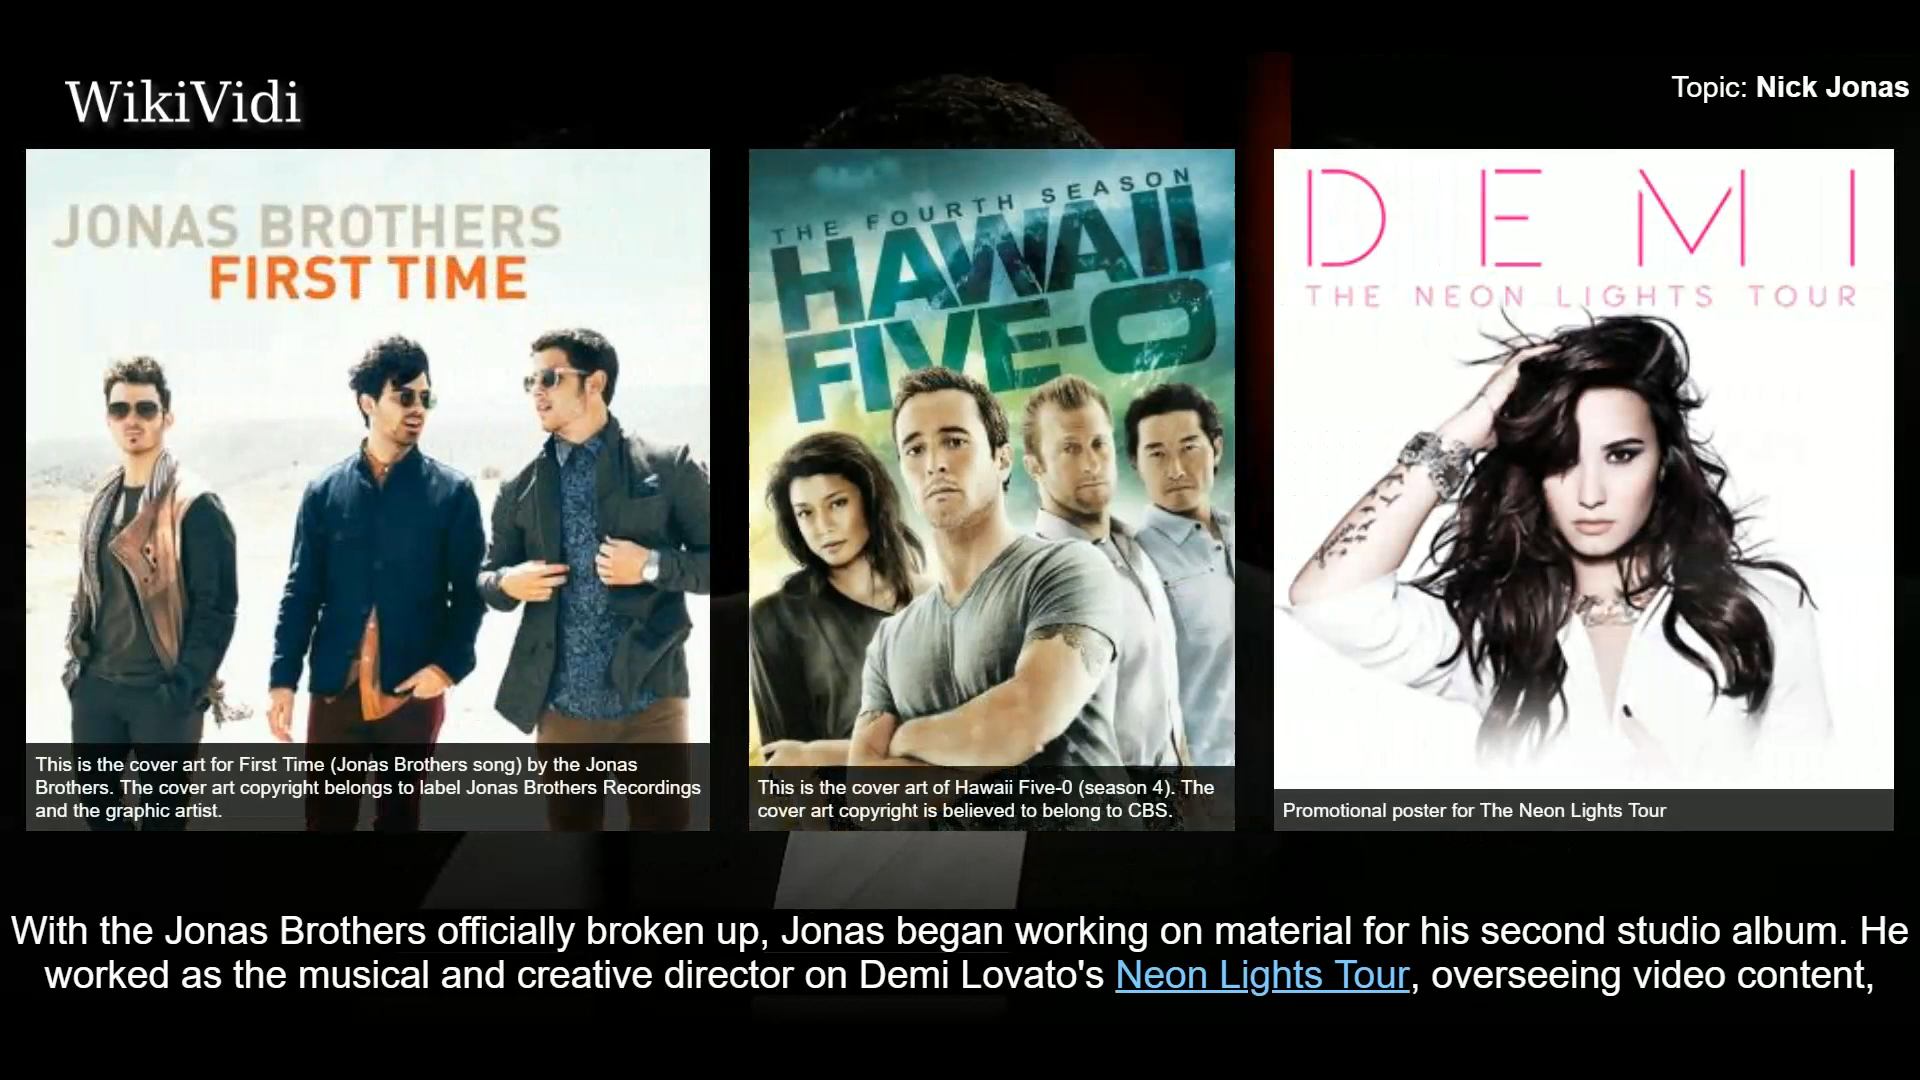 WikiVidi
Topic: Nick Jonas
JONAS BROTHERS
FIRST TIME
This is the cover art for First Time (Jonas Brothers song) by the Jonas
Brothers. The cover art copyright belongs to label Jonas Brothers Recordings
and the graphic artist.
THE FOURTH SEASON
HAWAII
FIVE-O
This is the cover art of Hawaii Five-0 (season 4). The
cover art copyright is believed to belong to CBS.
DEMI
THE NEON LIGHTS TOUR
Promotional poster for The Neon Lights Tour
With the Jonas Brothers officially broken up, Jonas began working on material for his second studio album. He
worked as the musical and creative director on Demi Lovato's Neon Lights Tour, overseeing video content,